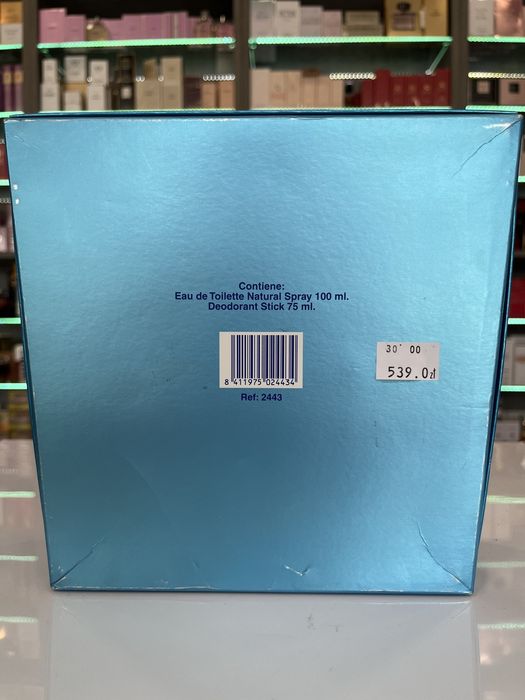 Contiene:
Eau de Toilette Natural Spray 100 ml.
Deodorant Stick 75 ml.
8 411975 024434
Ref: 2443
30° 00
539.0zł